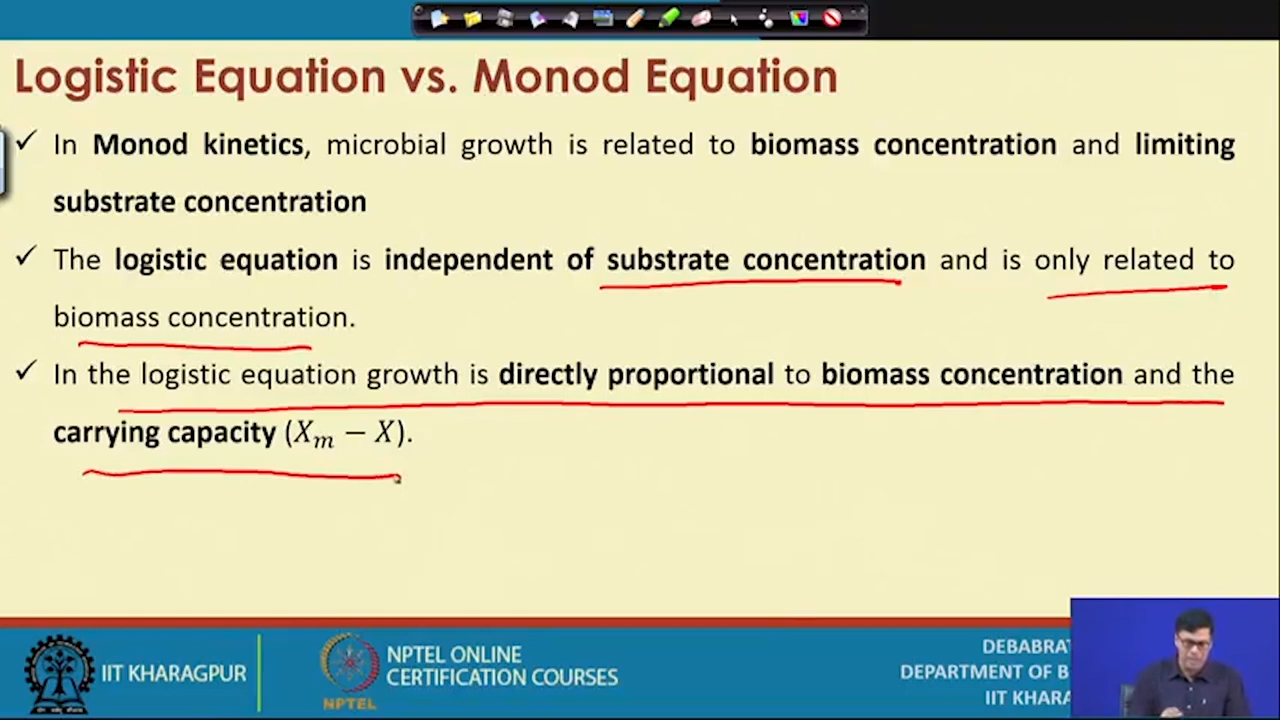 Logistic Equation vs. Monod Equation
✓ In Monod kinetics, microbial growth is related to biomass concentration and limiting
substrate concentration
✓ The logistic equation is independent of substrate concentration and is only related to
biomass concentration.
✓ In the logistic equation growth is directly proportional to biomass concentration and the
carrying capacity (Xₘ − X).
IIT KHARAGPUR
NPTEL
NPTEL ONLINE
CERTIFICATION COURSES
DEBABRAT
DEPARTMENT OF B
IIT KHARA